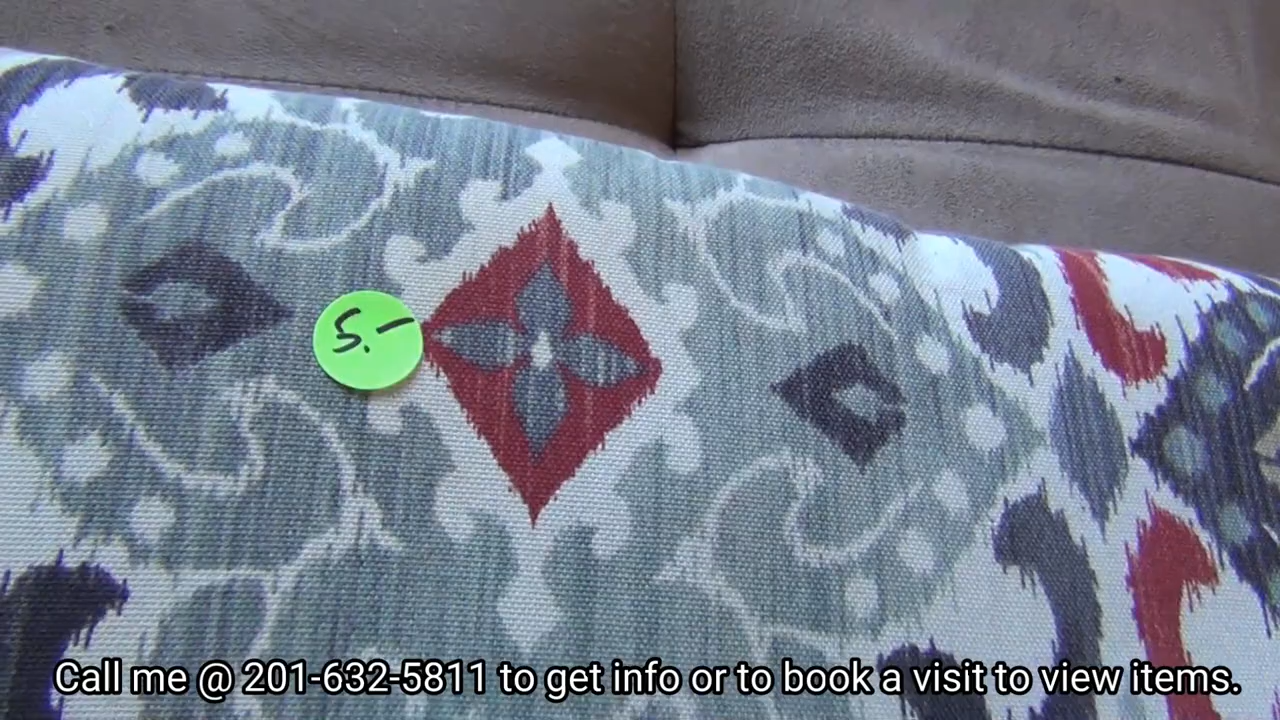 5.-
Call me @ 201-632-5811 to get info or to book a visit to view items.